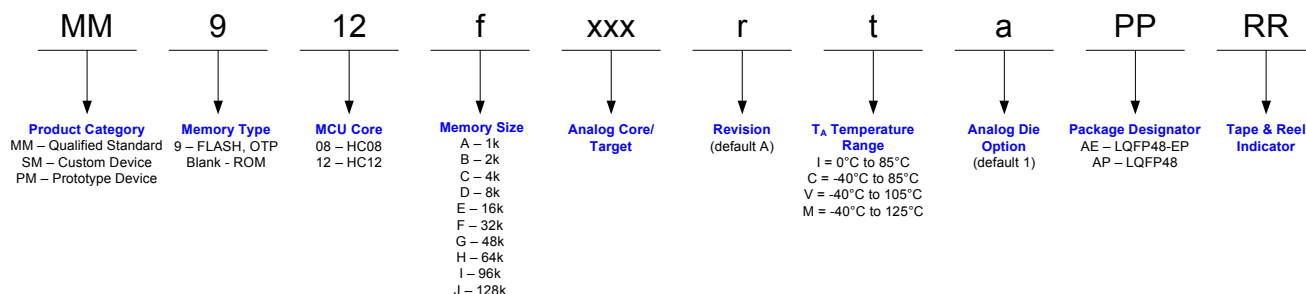 MM 9 12 f xxx r t a PP RR
Product Category
MM – Qualified Standard
SM – Custom Device
PM – Prototype Device
Memory Type
9 – FLASH, OTP
Blank - ROM
MCU Core
08 – HC08
12 – HC12
Memory Size
A – 1k
B – 2k
C – 4k
D – 8k
E – 16k
F – 32k
G – 48k
H – 64k
I – 96k
J – 128k
Analog Core/
Target
Revision
(default A)
TA Temperature
Range
I = 0°C to 85°C
C = -40°C to 85°C
V = -40°C to 105°C
M = -40°C to 125°C
Analog Die
Option
(default 1)
Package Designator
AE – LQFP48-EP
AP – LQFP48
Tape & Reel
Indicator